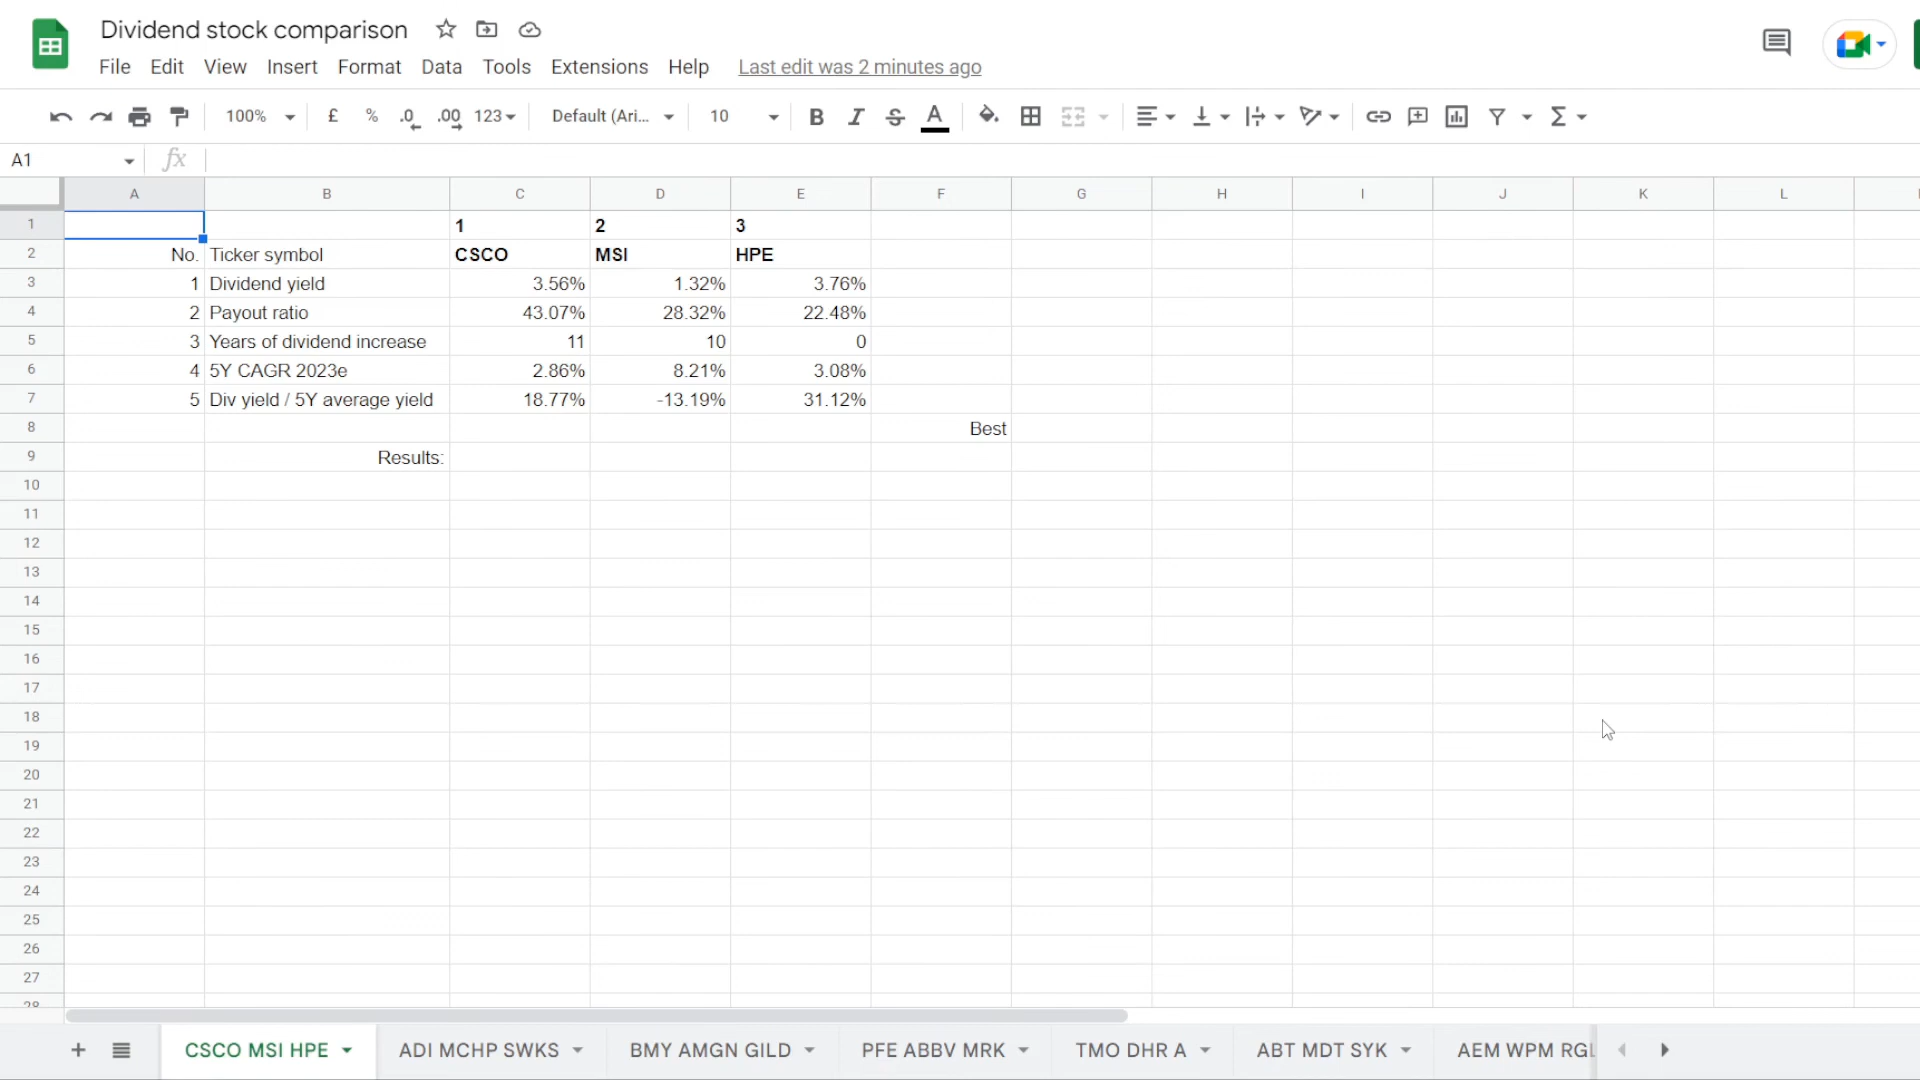 Dividend stock comparison
File Edit View Insert Format Data Tools Extensions Help Last edit was 2 minutes ago
100% £ % .0 .00 123 Default (Ari... 10 B I S A Σ
A1 fx
A B C D E F G H I J K L
1 1 2 3
2 No. Ticker symbol CSCO MSI HPE
3 1 Dividend yield 3.56% 1.32% 3.76%
4 2 Payout ratio 43.07% 28.32% 22.48%
5 3 Years of dividend increase 11 10 0
6 4 5Y CAGR 2023e 2.86% 8.21% 3.08%
7 5 Div yield / 5Y average yield 18.77% -13.19% 31.12%
8 Best
9 Results:
10
11
12
13
14
15
16
17
18
19
20
21
22
23
24
25
26
27
28
+ CSCO MSI HPE ADI MCHP SWKS BMY AMGN GILD PFE ABBV MRK TMO DHR A ABT MDT SYK AEM WPM RGL